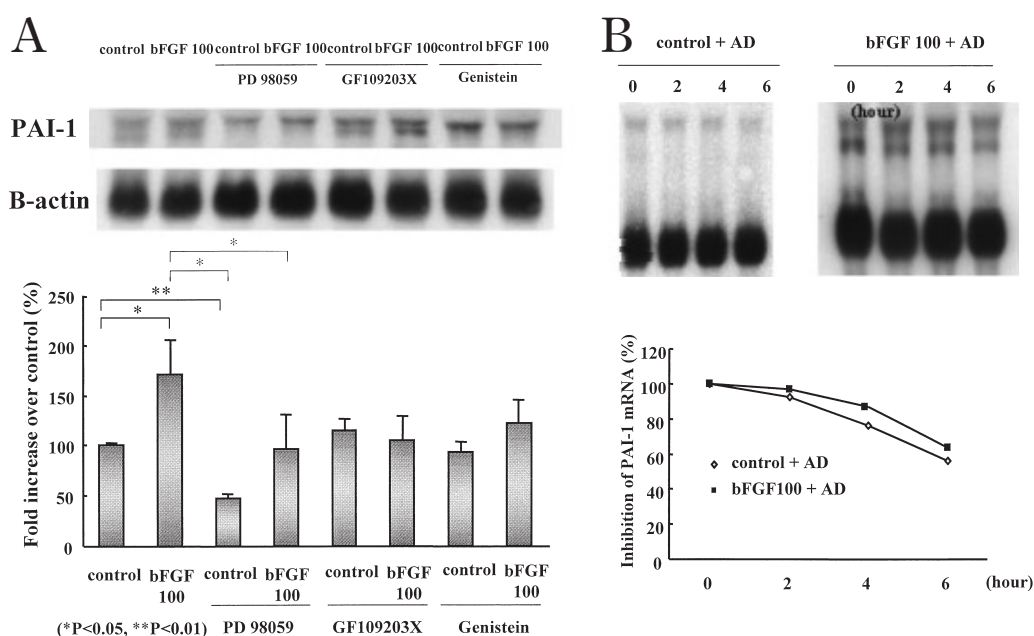 A
control bFGF 100 control bFGF 100 control bFGF 100 control bFGF 100
PD 98059 GF109203X Genistein
PAI-1
B-actin
* 
*
**
*
Fold increase over control (%)
250
200
150
100
50
0
control bFGF 100 control bFGF 100 control bFGF 100 control bFGF 100
(*P<0.05, **P<0.01) PD 98059 GF109203X Genistein
B
control + AD bFGF 100 + AD
0 2 4 6 0 2 4 6
(hour)
Inhibition of PAI-1 mRNA (%)
120
100
80
60
40
20
0
control + AD
bFGF100 + AD
0 2 4 6 (hour)